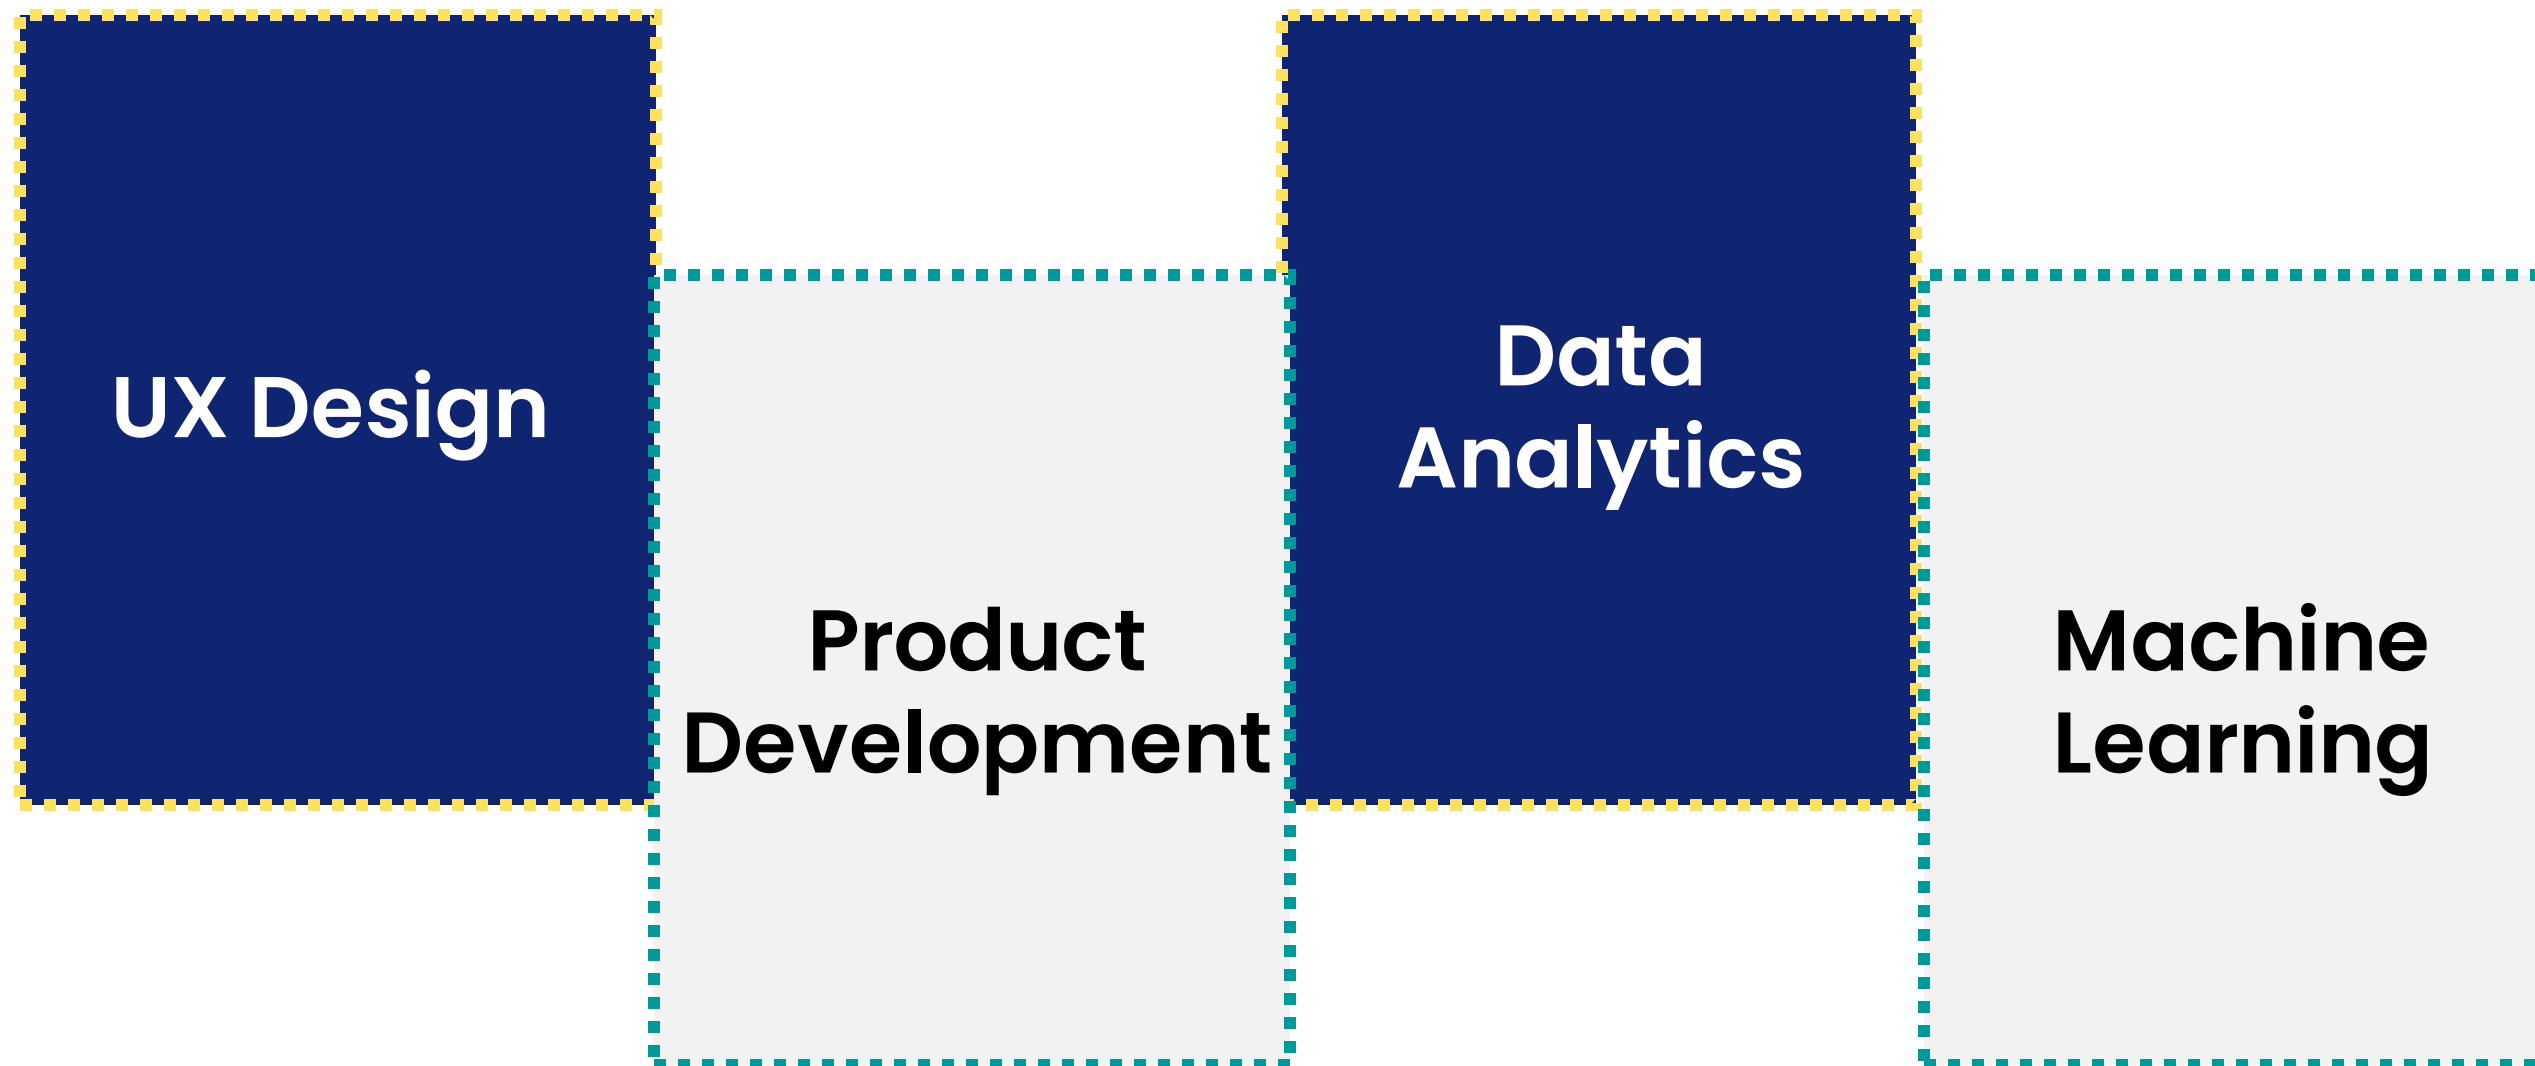 UX Design
Product
Development
Data
Analytics
Machine
Learning